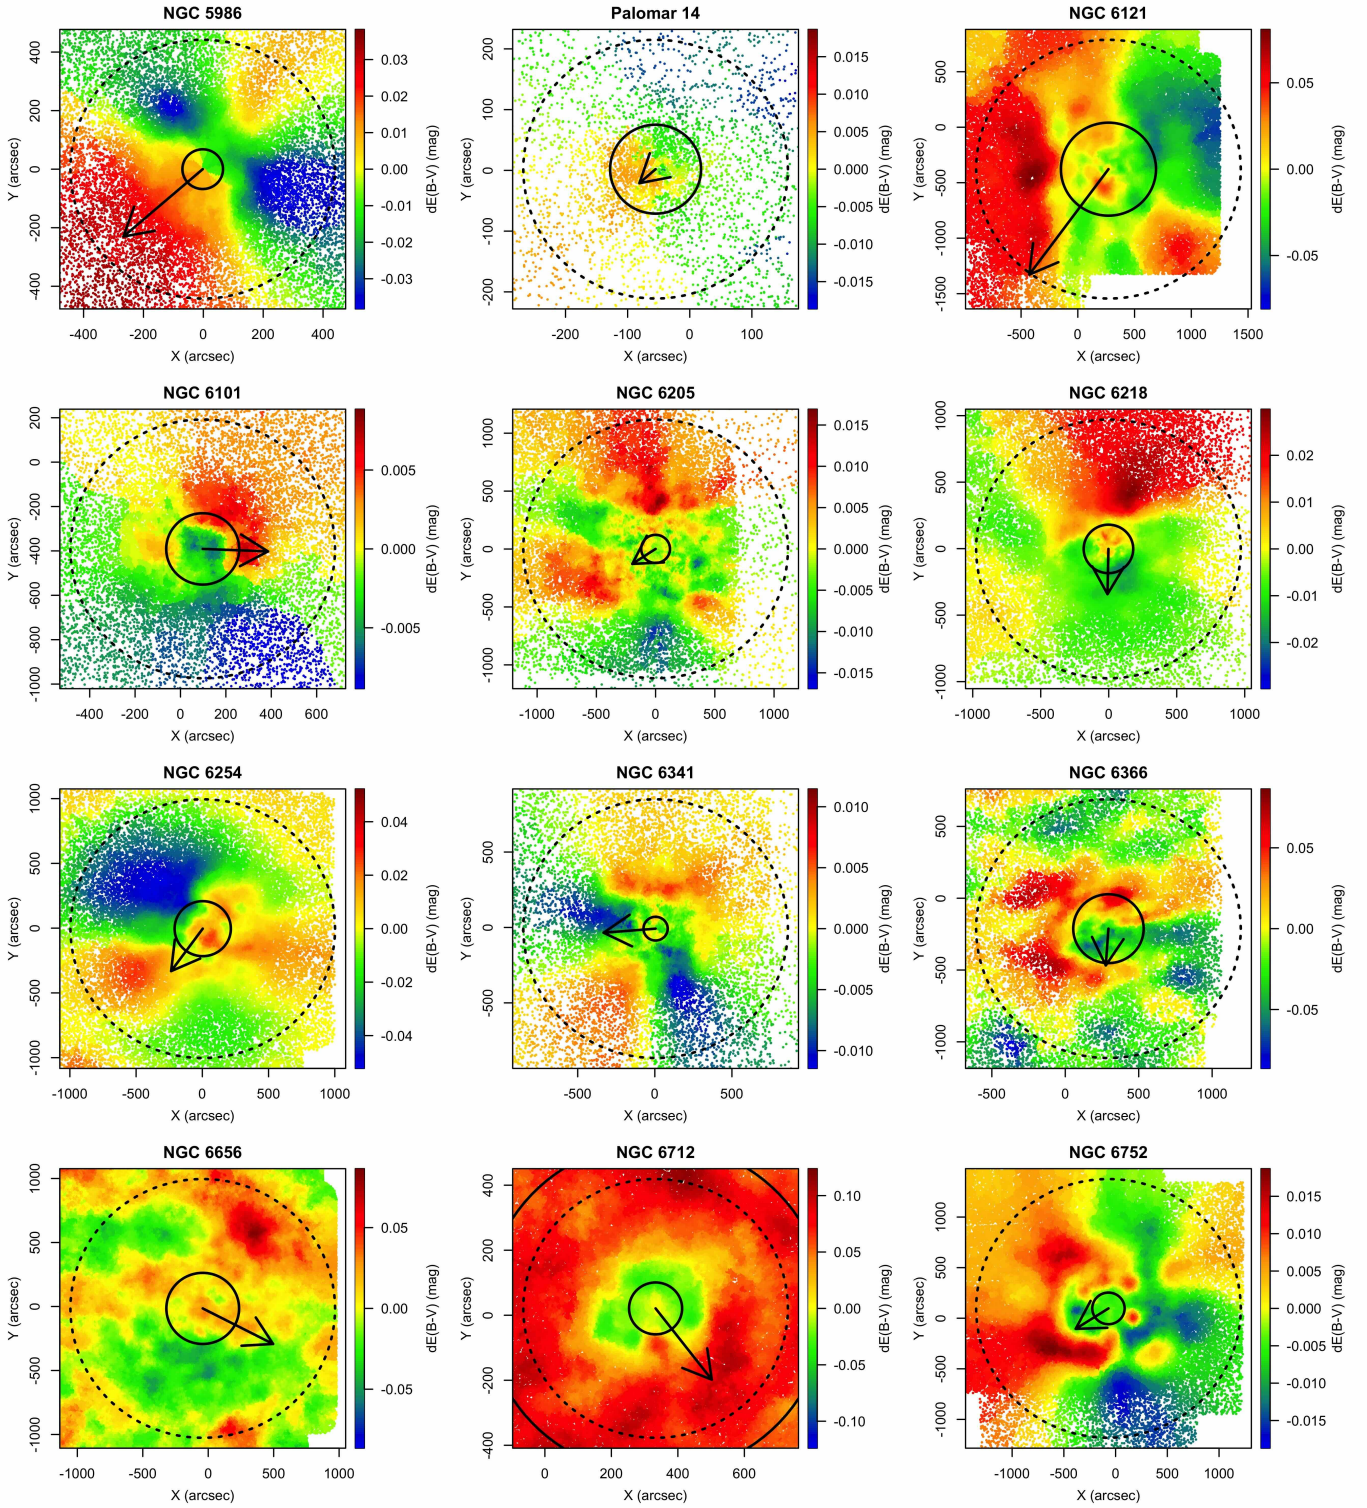 NGC 5986
400
200
0
-200
-400
Y (arcsec)
-400 -200 0 200 400
X (arcsec)
0.03
0.02
0.01
0.00
-0.01
-0.02
-0.03
dE(B-V) (mag)
Palomar 14
200
100
0
-100
-200
Y (arcsec)
-200 -100 0 100
X (arcsec)
0.015
0.010
0.005
0.000
-0.005
-0.010
-0.015
dE(B-V) (mag)
NGC 6121
500
0
-500
-1000
-1500
Y (arcsec)
-500 0 500 1000 1500
X (arcsec)
0.05
0.00
-0.05
dE(B-V) (mag)
NGC 6101
200
0
-200
-400
-600
-800
-1000
Y (arcsec)
-400 -200 0 200 400 600
X (arcsec)
0.005
0.000
-0.005
dE(B-V) (mag)
NGC 6205
1000
500
0
-500
-1000
Y (arcsec)
-1000 -500 0 500 1000
X (arcsec)
0.015
0.010
0.005
0.000
-0.005
-0.010
-0.015
dE(B-V) (mag)
NGC 6218
1000
500
0
-500
-1000
Y (arcsec)
-1000 -500 0 500 1000
X (arcsec)
0.02
0.01
0.00
-0.01
-0.02
dE(B-V) (mag)
NGC 6254
1000
500
0
-500
-1000
Y (arcsec)
-1000 -500 0 500 1000
X (arcsec)
0.04
0.02
0.00
-0.02
-0.04
dE(B-V) (mag)
NGC 6341
500
0
-500
Y (arcsec)
-500 0 500
X (arcsec)
0.010
0.005
0.000
-0.005
-0.010
dE(B-V) (mag)
NGC 6366
500
0
-500
-1000
Y (arcsec)
-500 0 500 1000
X (arcsec)
0.05
0.00
-0.05
dE(B-V) (mag)
NGC 6656
1000
500
0
-500
-1000
Y (arcsec)
-1000 -500 0 500 1000
X (arcsec)
0.05
0.00
-0.05
dE(B-V) (mag)
NGC 6712
400
200
0
-200
-400
Y (arcsec)
0 200 400 600
X (arcsec)
0.10
0.05
0.00
-0.05
-0.10
dE(B-V) (mag)
NGC 6752
1000
500
0
-500
-1000
Y (arcsec)
-1000 -500 0 500 1000
X (arcsec)
0.015
0.010
0.005
0.000
-0.005
-0.010
-0.015
dE(B-V) (mag)